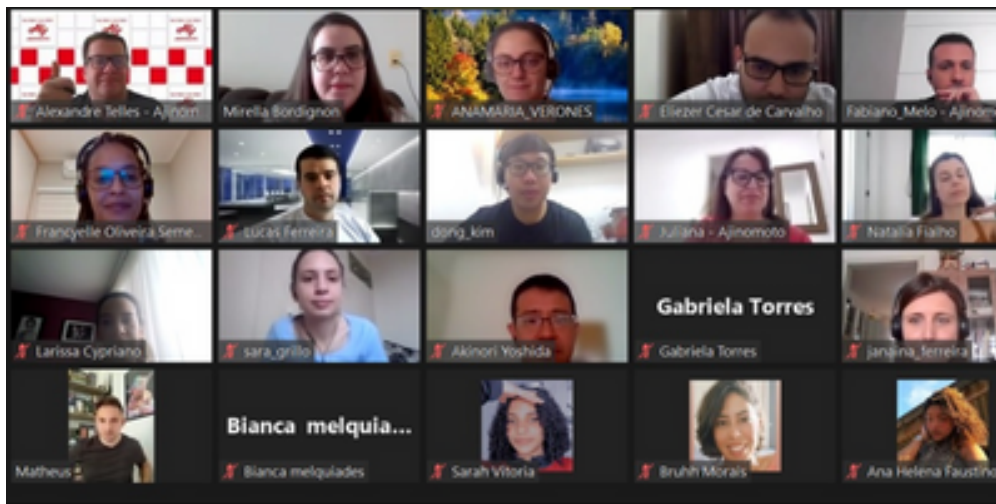 Alexandre Telles - Ajinom
Mirella Bordignon
ANAMARIA_VERONES
Eliezer Cesar de Carvalho
Fabiano_Melo - Ajinomo
Francyelle Oliveira Seme...
Lucas Ferreira
dong_kim
Juliana - Ajinomoto
Natalia Fialho
Larissa Cypriano
sara_grillo
Akinori Yoshida
Gabriela Torres
Gabriela Torres
janaina_ferreira
Matheus
Bianca melquia...
Bianca melquiades
Sarah Vitoria
Bruhh Morais
Ana Helena Faustino